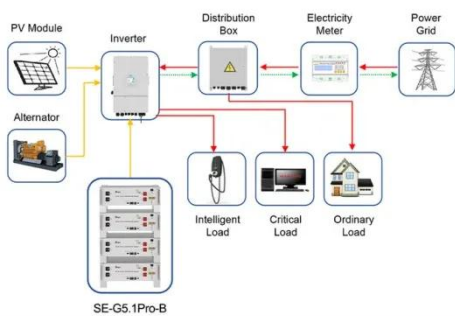 PV Module
Inverter
Distribution
Box
Electricity
Meter
Power
Grid
Alternator
Intelligent
Load
Critical
Load
Ordinary
Load
SE-G5.1Pro-B